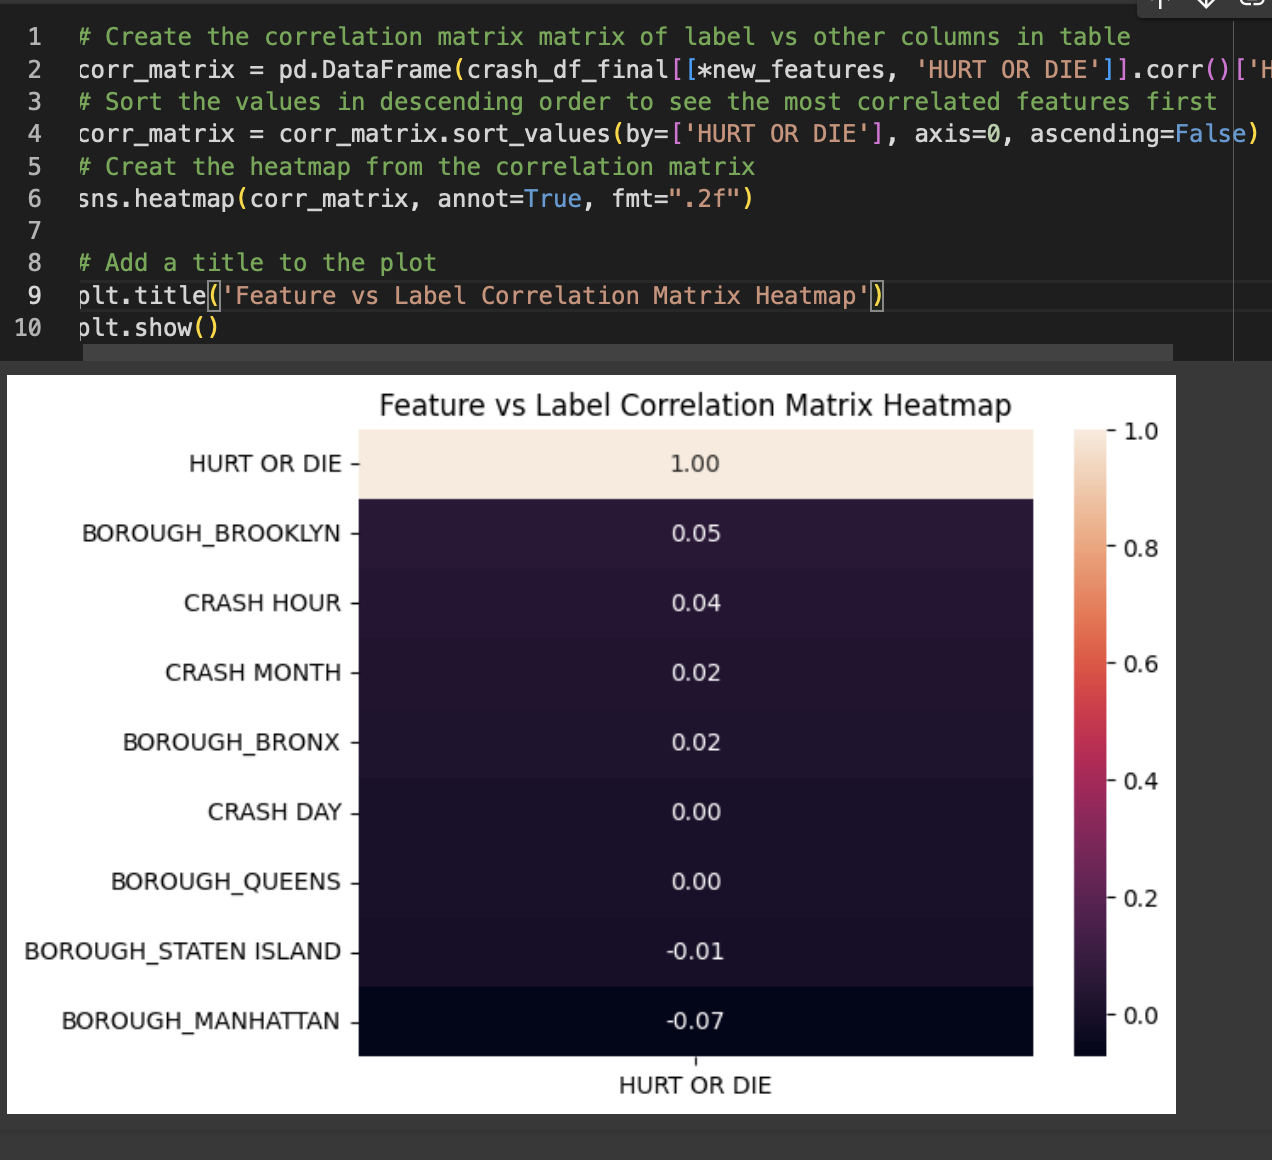 1 # Create the correlation matrix matrix of label vs other columns in table
2 corr_matrix = pd.DataFrame(crash_df_final[[*new_features, 'HURT OR DIE']].corr()['H
3 # Sort the values in descending order to see the most correlated features first
4 corr_matrix = corr_matrix.sort_values(by=['HURT OR DIE'], axis=0, ascending=False)
5 # Creat the heatmap from the correlation matrix
6 sns.heatmap(corr_matrix, annot=True, fmt=".2f")
7
8 # Add a title to the plot
9 plt.title('Feature vs Label Correlation Matrix Heatmap')
10 plt.show()
Feature vs Label Correlation Matrix Heatmap
HURT OR DIE 1.00
BOROUGH_BROOKLYN 0.05
CRASH HOUR 0.04
CRASH MONTH 0.02
BOROUGH_BRONX 0.02
CRASH DAY 0.00
BOROUGH_QUEENS 0.00
BOROUGH_STATEN ISLAND -0.01
BOROUGH_MANHATTAN -0.07
HURT OR DIE
1.0
0.8
0.6
0.4
0.2
0.0